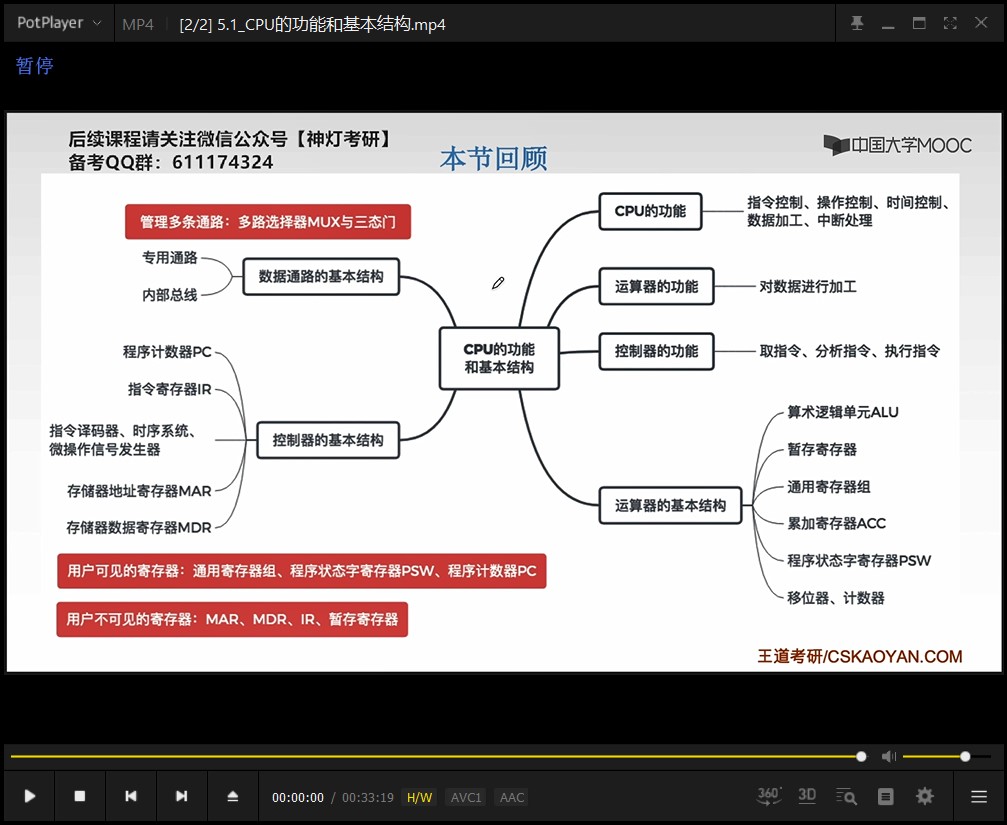 PotPlayer
MP4
[2/2] 5.1_CPU的功能和基本结构.mp4
暂停
后续课程请关注微信公众号【神灯考研】
备考QQ群：611174324
本节回顾
中国大学MOOC
管理多条通路：多路选择器MUX与三态门
专用通路
内部总线
数据通路的基本结构
程序计数器PC
指令寄存器IR
指令译码器、时序系统、
微操作信号发生器
存储器地址寄存器MAR
存储器数据寄存器MDR
控制器的基本结构
用户可见的寄存器：通用寄存器组、程序状态字寄存器PSW、程序计数器PC
用户不可见的寄存器：MAR、MDR、IR、暂存寄存器
CPU的功能
和基本结构
CPU的功能
指令控制、操作控制、时间控制、
数据加工、中断处理
运算器的功能
对数据进行加工
控制器的功能
取指令、分析指令、执行指令
运算器的基本结构
算术逻辑单元ALU
暂存寄存器
通用寄存器组
累加寄存器ACC
程序状态字寄存器PSW
移位器、计数器
王道考研/CSKAOYAN.COM
00:00:00 / 00:33:19 H/W AVC1 AAC
360°
3D